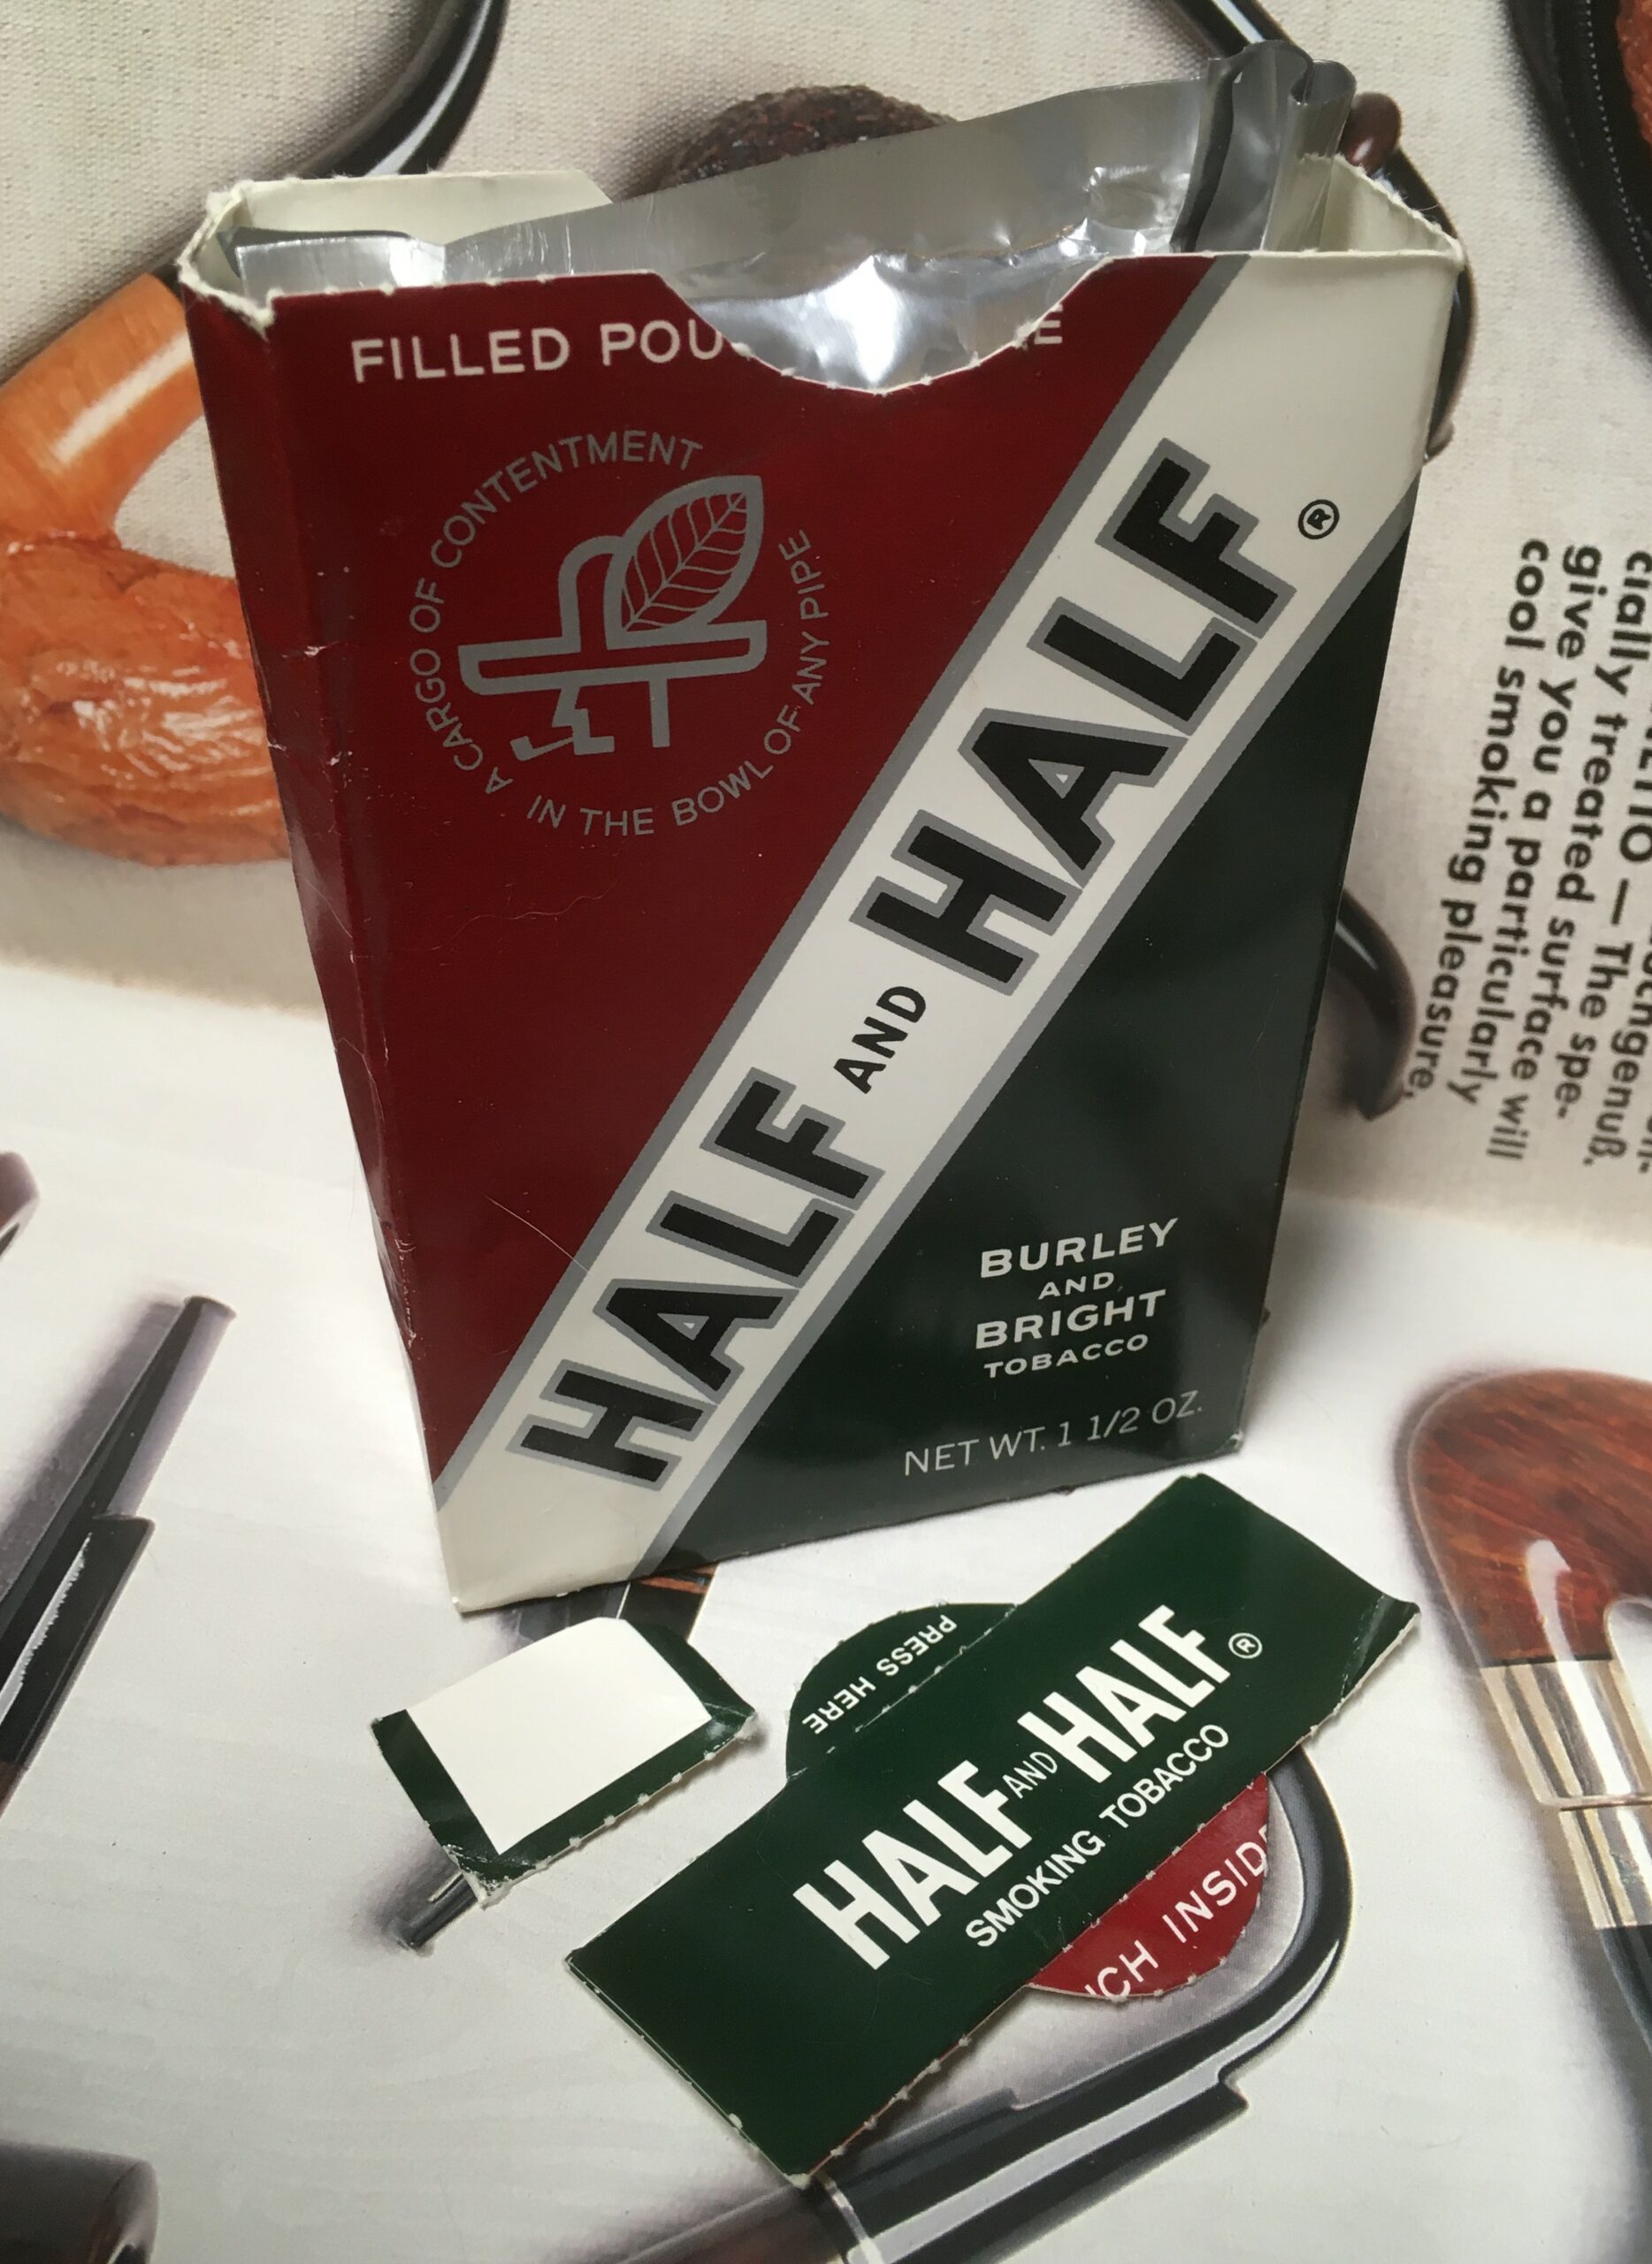 FILLED POU E
A CARGO OF CONTENTMENT
IN THE BOWL OF ANY PIPE
HALF AND HALF ®
BURLEY
AND
BRIGHT
TOBACCO
NET WT. 1 1/2 OZ.
PRESS HERE
HALF AND HALF ®
SMOKING TOBACCO
CH INSID
— The spe-
cially treated surface will
give you a particularly
cool smoking pleasure,